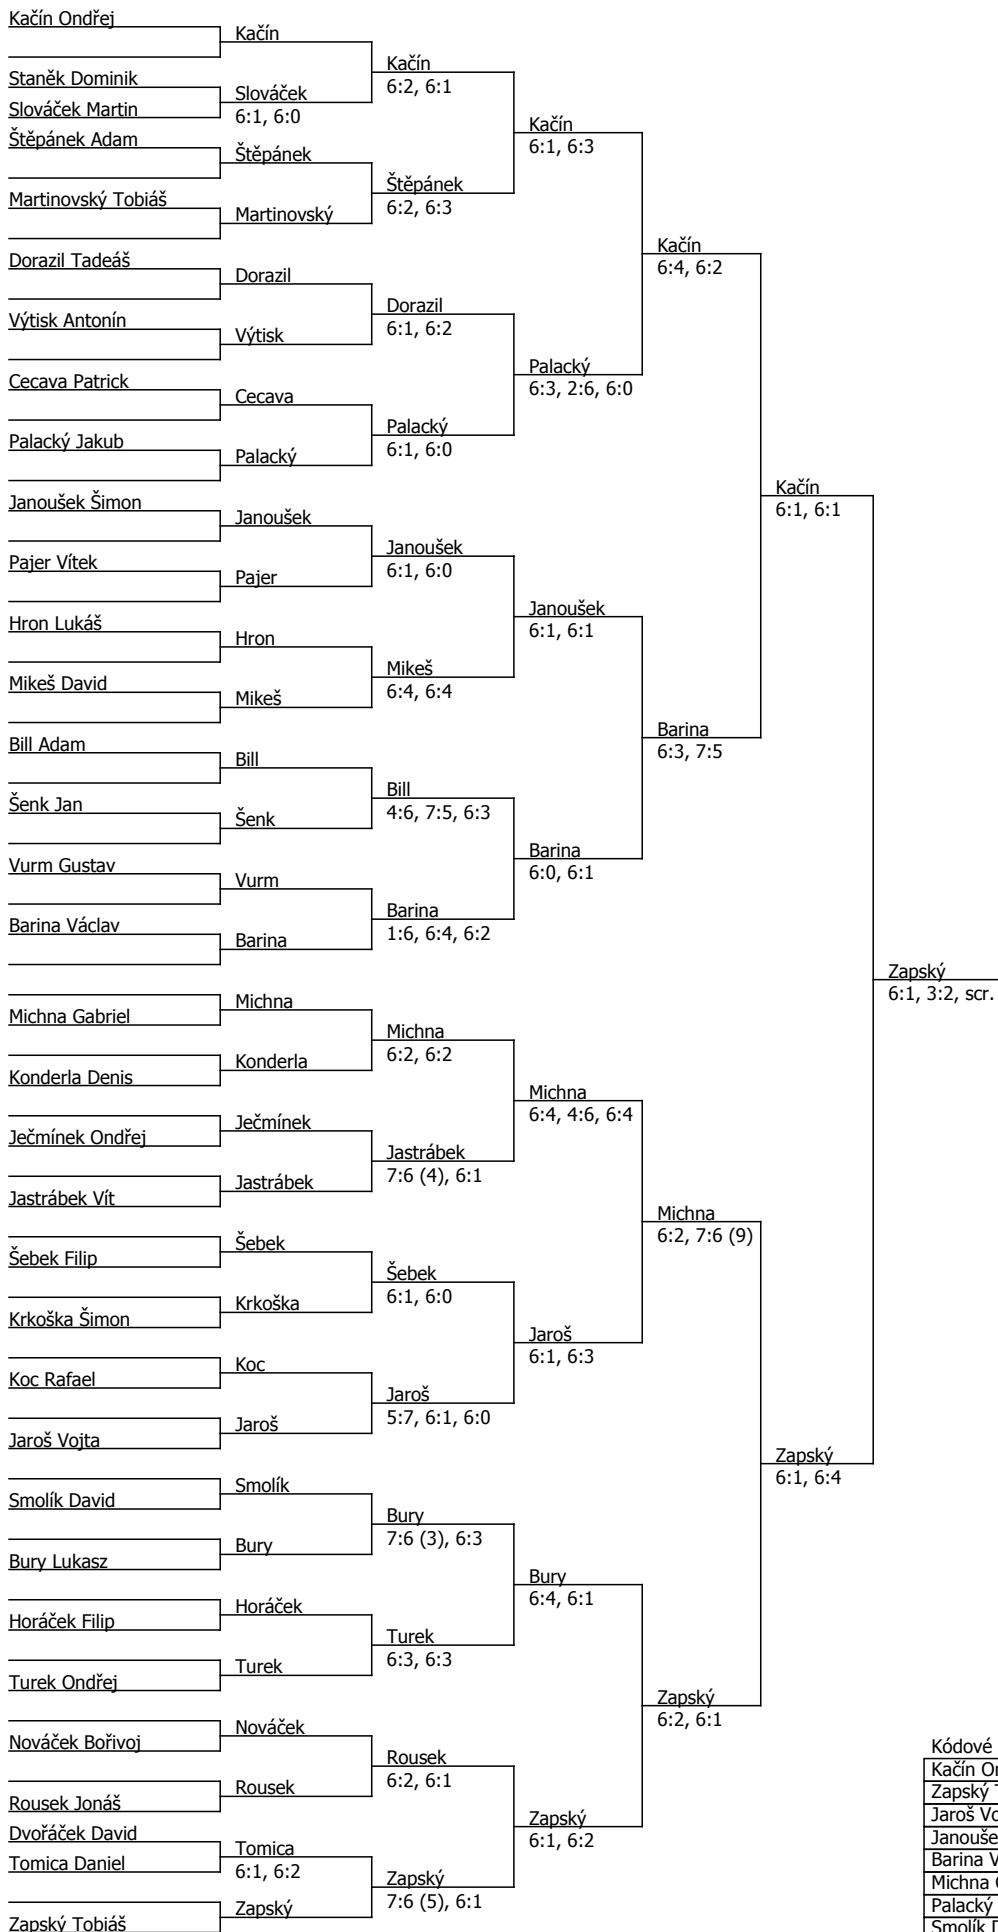 Kačín Ondřej
Staněk Dominik
Slováček Martin
Štěpánek Adam
Martinovský Tobiáš
Dorazil Tadeáš
Výtisk Antonín
Cecava Patrick
Palacký Jakub
Janoušek Šimon
Pajer Vítek
Hron Lukáš
Mikeš David
Bill Adam
Šenk Jan
Vurm Gustav
Barina Václav
Michna Gabriel
Konderla Denis
Ječmínek Ondřej
Jastrábek Vít
Šebek Filip
Krkoška Šimon
Koc Rafael
Jaroš Vojta
Smolík David
Bury Lukasz
Horáček Filip
Turek Ondřej
Nováček Bořivoj
Rousek Jonáš
Dvořáček David
Tomica Daniel
Zapský Tobiáš
Kačín
Slováček
6:1, 6:0
Štěpánek
Martinovský
Dorazil
Výtisk
Cecava
Palacký
Janoušek
Pajer
Hron
Mikeš
Bill
Šenk
Vurm
Barina
Michna
Konderla
Ječmínek
Jastrábek
Šebek
Krkoška
Koc
Jaroš
Smolík
Bury
Horáček
Turek
Nováček
Rousek
Tomica
6:1, 6:2
Zapský
Kačín
6:2, 6:1
Štěpánek
6:2, 6:3
Dorazil
6:1, 6:2
Palacký
6:1, 6:0
Janoušek
6:1, 6:0
Mikeš
6:4, 6:4
Bill
4:6, 7:5, 6:3
Barina
1:6, 6:4, 6:2
Michna
6:2, 6:2
Jastrábek
7:6 (4), 6:1
Šebek
6:1, 6:0
Jaroš
5:7, 6:1, 6:0
Bury
7:6 (3), 6:3
Turek
6:3, 6:3
Rousek
6:2, 6:1
Zapský
7:6 (5), 6:1
Kačín
6:1, 6:3
Palacký
6:3, 2:6, 6:0
Janoušek
6:1, 6:1
Barina
6:0, 6:1
Michna
6:4, 4:6, 6:4
Jaroš
6:1, 6:3
Bury
6:4, 6:1
Zapský
6:1, 6:2
Kačín
6:4, 6:2
Barina
6:3, 7:5
Michna
6:2, 7:6 (9)
Zapský
6:2, 6:1
Kačín
6:1, 6:1
Zapský
6:1, 6:4
Zapský
6:1, 3:2, scr.
Kódové
Kačín
Zapský
Jaroš
Barina
Michna
Palacký
Smolík